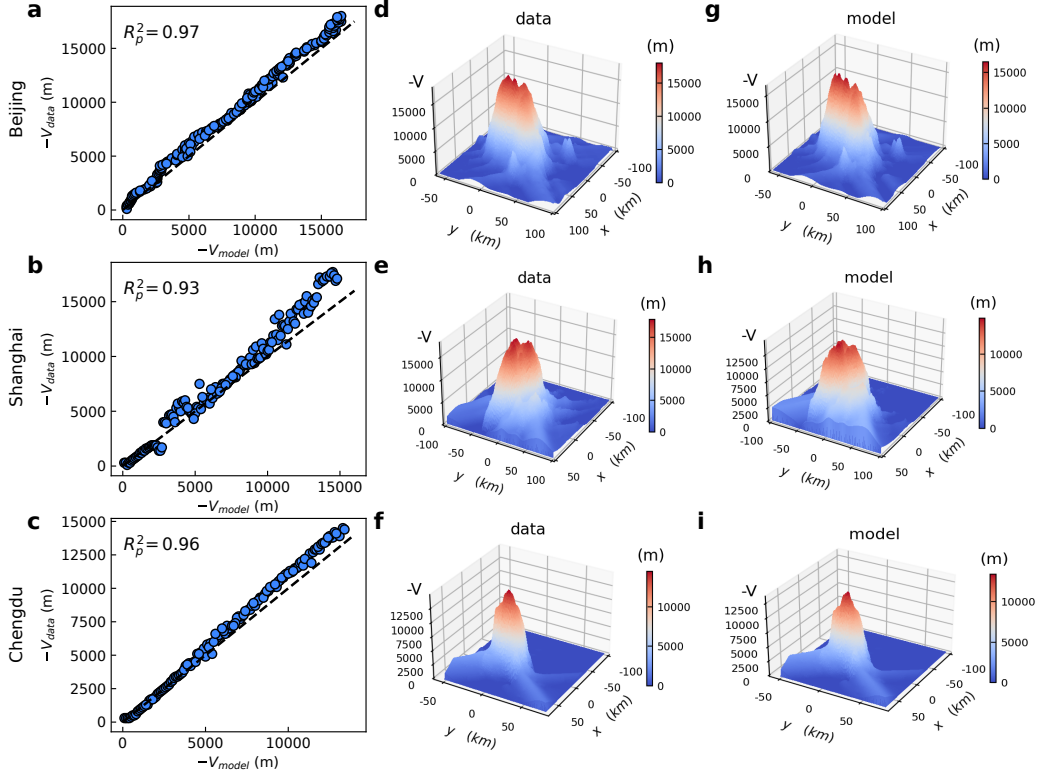 a
R_p^2 = 0.97
Beijing
−V_data (m)
15000
10000
5000
0
0 5000 10000 15000
−V_model (m)
d
data
(m)
-V
15000
10000
5000
0
15000
10000
5000
0
-50
0
50
100
y (km)
-100
-50
0
50
100
x (km)
g
model
(m)
-V
15000
10000
5000
0
15000
10000
5000
0
-50
0
50
100
y (km)
-100
-50
0
50
100
x (km)
b
R_p^2 = 0.93
Shanghai
−V_data (m)
15000
10000
5000
0
0 5000 10000 15000
−V_model (m)
e
data
(m)
-V
15000
10000
5000
0
15000
10000
5000
0
-100
-50
0
50
100
y (km)
-100
-50
0
50
100
x (km)
h
model
(m)
-V
12500
10000
7500
5000
2500
0
10000
5000
0
-100
-50
0
50
100
y (km)
-100
-50
0
50
x (km)
c
R_p^2 = 0.96
Chengdu
−V_data (m)
15000
12500
10000
7500
5000
2500
0
0 5000 10000
−V_model (m)
f
data
(m)
-V
12500
10000
7500
5000
2500
0
10000
5000
0
-50
0
50
y (km)
-100
-50
0
50
x (km)
i
model
(m)
-V
12500
10000
7500
5000
2500
0
10000
5000
0
-50
0
50
y (km)
-100
-50
0
50
x (km)